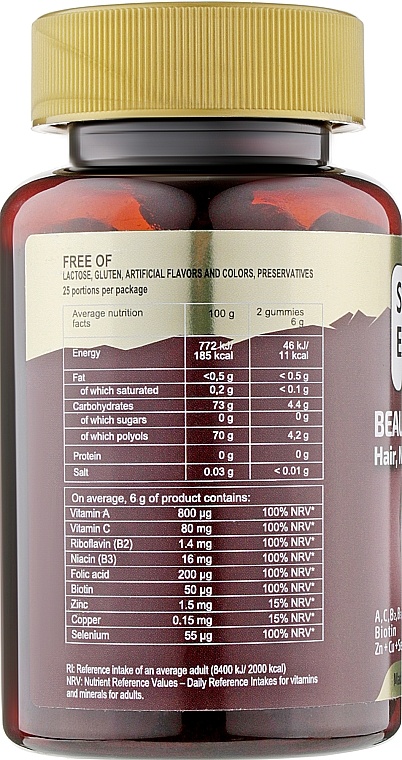 FREE OF
LACTOSE, GLUTEN, ARTIFICIAL FLAVORS AND COLORS, PRESERVATIVES
25 portions per package
Average nutrition facts 100 g 2 gummies 6 g
Energy 772 kJ/ 185 kcal 46 kJ/ 11 kcal
Fat <0,5 g < 0.5 g
of which saturated 0,2 g < 0.1 g
Carbohydrates 73 g 4.4 g
of which sugars 0 g 0 g
of which polyols 70 g 4,2 g
Protein 0 g 0 g
Salt 0.03 g < 0.01 g
On average, 6 g of product contains:
Vitamin A 800 µg 100% NRV*
Vitamin C 80 mg 100% NRV*
Riboflavin (B2) 1.4 mg 100% NRV*
Niacin (B3) 16 mg 100% NRV*
Folic acid 200 µg 100% NRV*
Biotin 50 µg 100% NRV*
Zinc 1.5 mg 15% NRV*
Copper 0.15 mg 15% NRV*
Selenium 55 µg 100% NRV*
RI: Reference intake of an average adult (8400 kJ/ 2000 kcal)
NRV: Nutrient Reference Values – Daily Reference Intakes for vitamins
and minerals for adults.
S
E
BEAU
Hair, N
A, C, B₂, B₃
Biotin
Zn + Cu + Se